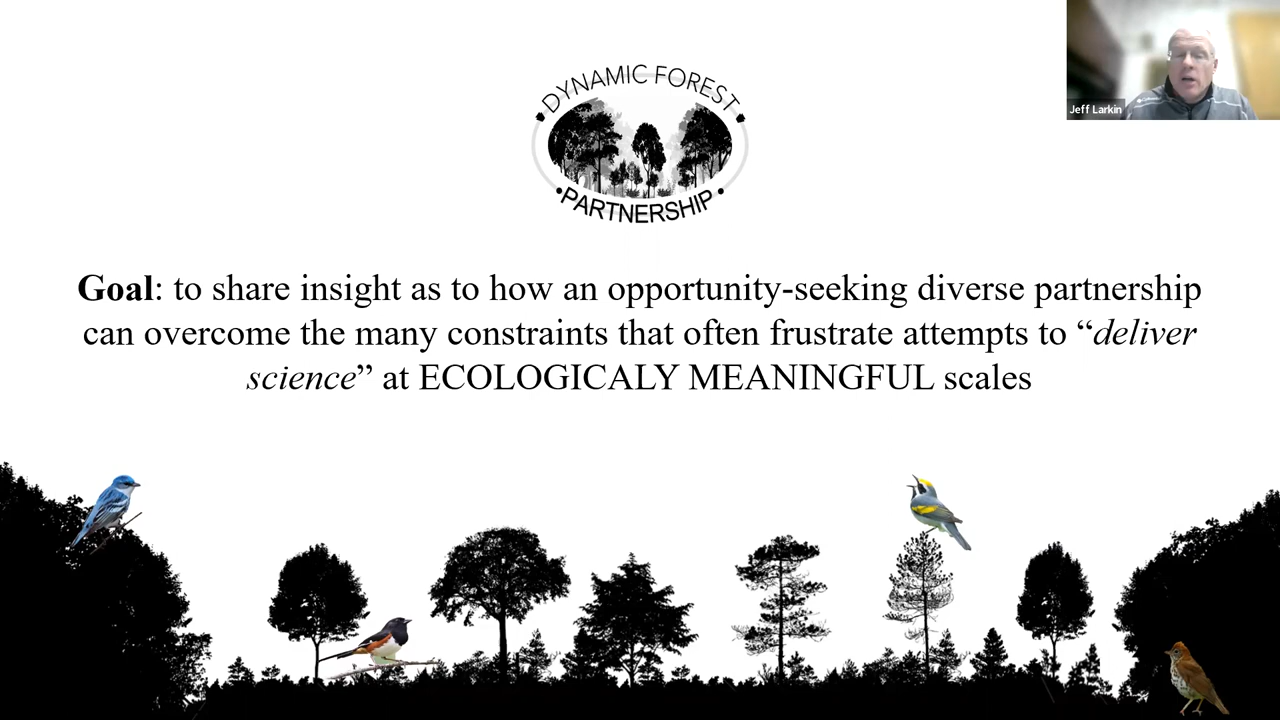 DYNAMIC FOREST
PARTNERSHIP
Jeff Larkin
Goal: to share insight as to how an opportunity-seeking diverse partnership
can overcome the many constraints that often frustrate attempts to “deliver
science” at ECOLOGICALY MEANINGFUL scales